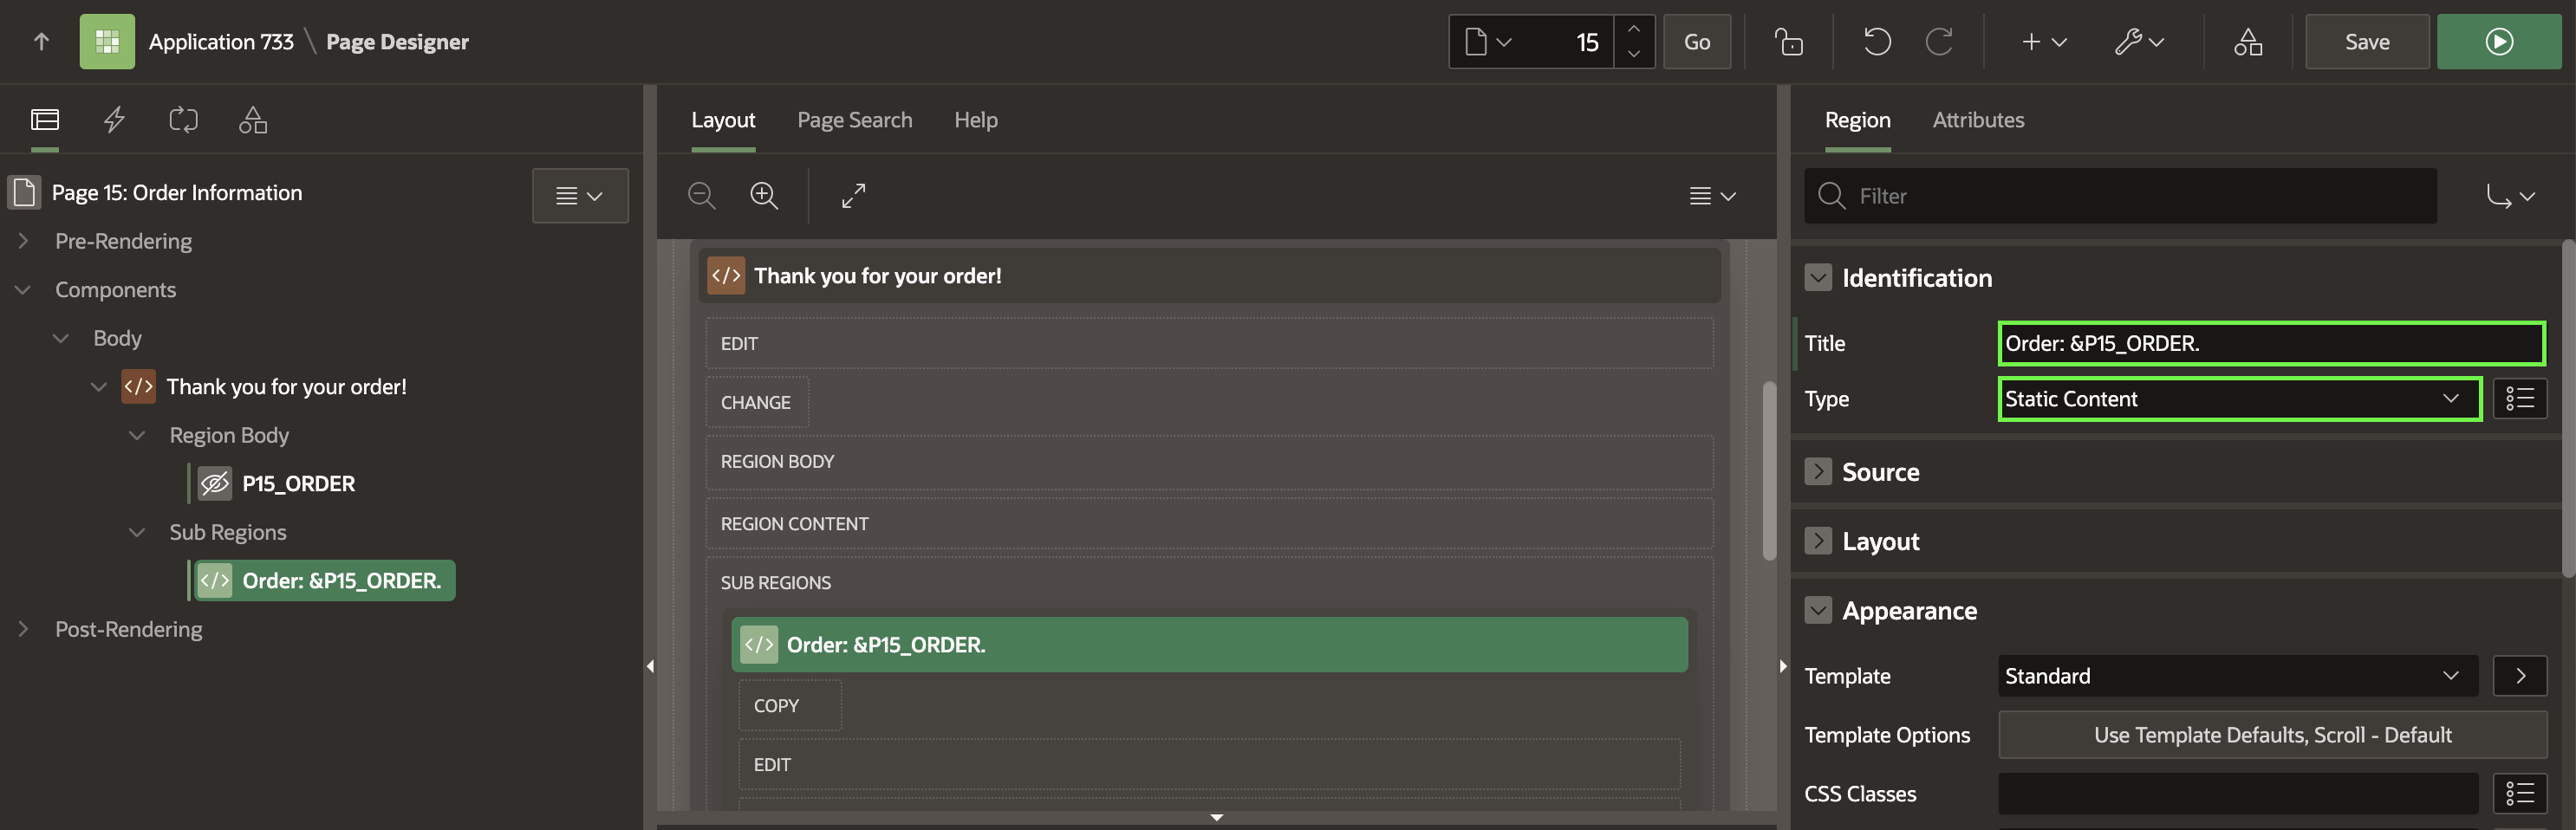 Application 733 \ Page Designer
15
Go
Save
Page 15: Order Information
Pre-Rendering
Components
Body
</> Thank you for your order!
Region Body
P15_ORDER
Sub Regions
</> Order: &P15_ORDER.
Post-Rendering
Layout Page Search Help
</> Thank you for your order!
EDIT
CHANGE
REGION BODY
REGION CONTENT
SUB REGIONS
</> Order: &P15_ORDER.
COPY
EDIT
Region Attributes
Filter
Identification
Title Order: &P15_ORDER.
Type Static Content
Source
Layout
Appearance
Template Standard
Template Options Use Template Defaults, Scroll - Default
CSS Classes